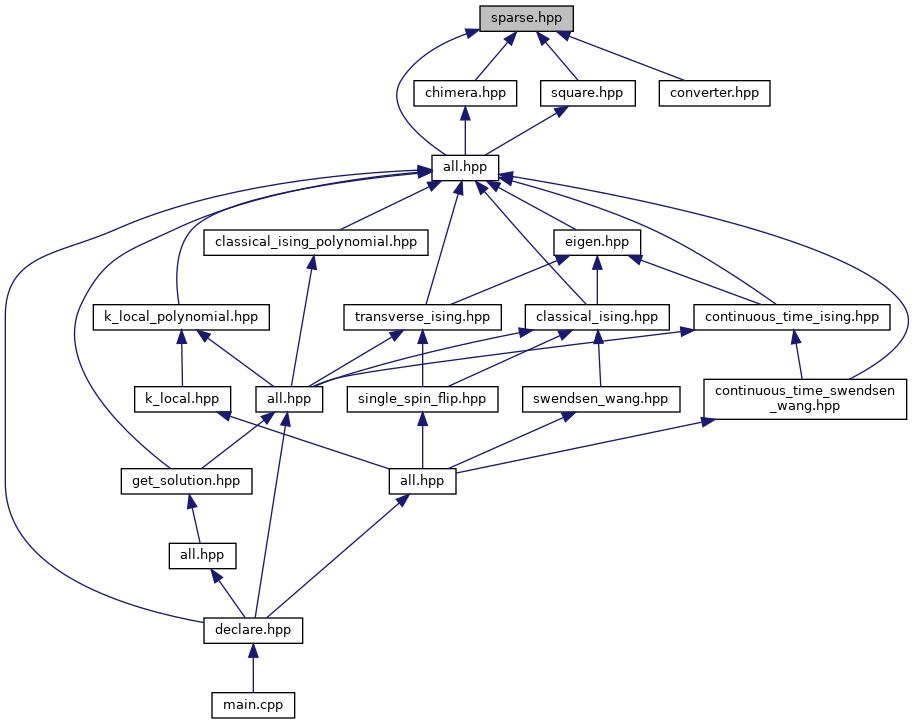 sparse.hpp
chimera.hpp
square.hpp
converter.hpp
all.hpp
classical_ising_polynomial.hpp
eigen.hpp
k_local_polynomial.hpp
transverse_ising.hpp
classical_ising.hpp
continuous_time_ising.hpp
k_local.hpp
all.hpp
single_spin_flip.hpp
swendsen_wang.hpp
continuous_time_swendsen
_wang.hpp
get_solution.hpp
all.hpp
all.hpp
declare.hpp
main.cpp